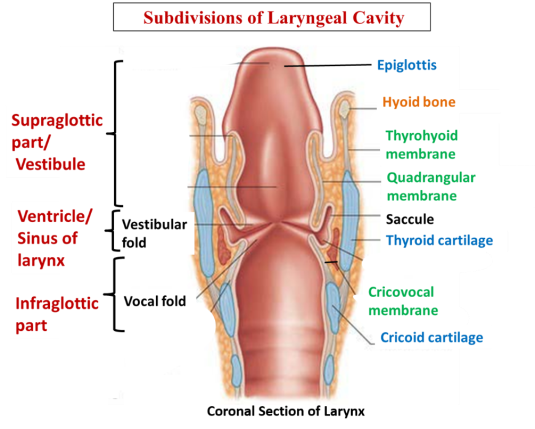 Subdivisions of Laryngeal Cavity
Epiglottis
Hyoid bone
Supraglottic
part/
Vestibule
Thyrohyoid
membrane
Quadrangular
membrane
Ventricle/
Sinus of
larynx
Vestibular
fold
Saccule
Thyroid cartilage
Infraglottic
part
Vocal fold
Cricovocal
membrane
Cricoid cartilage
Coronal Section of Larynx